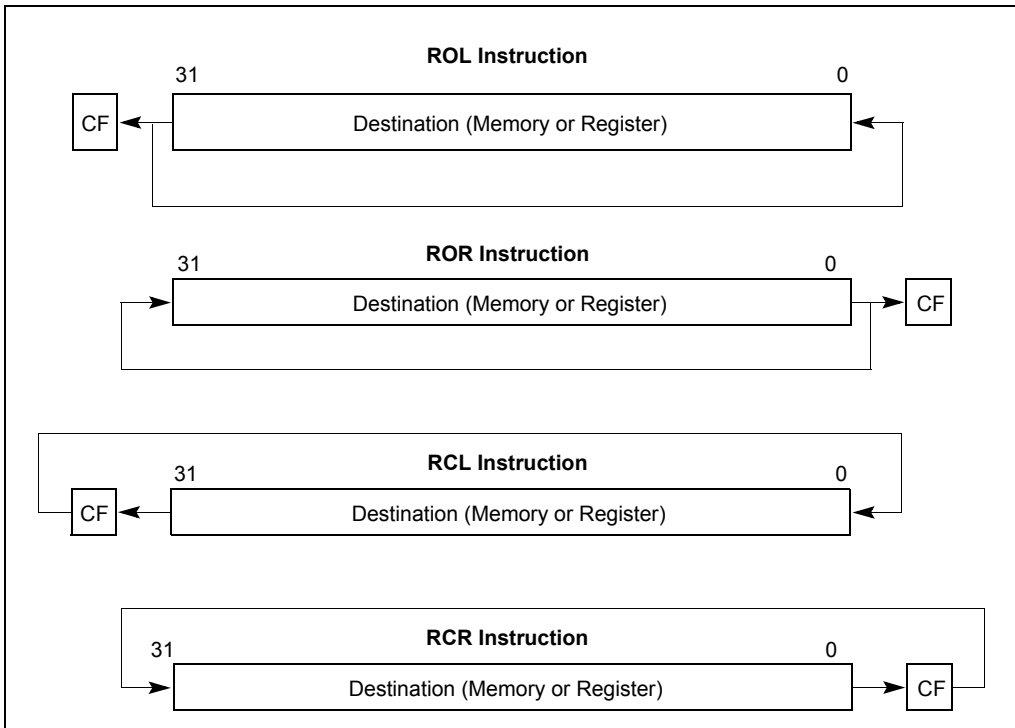 ROL Instruction
31 0
CF Destination (Memory or Register)
ROR Instruction
31 0
Destination (Memory or Register) CF
RCL Instruction
31 0
CF Destination (Memory or Register)
RCR Instruction
31 0
Destination (Memory or Register) CF